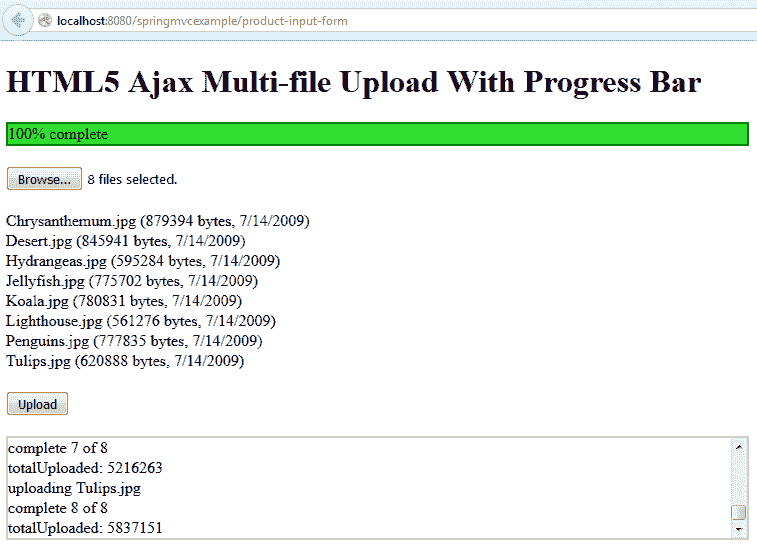 localhost:8080/springmvcexample/product-input-form
HTML5 Ajax Multi-file Upload With Progress Bar
100% complete
Browse... 8 files selected.
Chrysanthemum.jpg (879394 bytes, 7/14/2009)
Desert.jpg (845941 bytes, 7/14/2009)
Hydrangeas.jpg (595284 bytes, 7/14/2009)
Jellyfish.jpg (775702 bytes, 7/14/2009)
Koala.jpg (780831 bytes, 7/14/2009)
Lighthouse.jpg (561276 bytes, 7/14/2009)
Penguins.jpg (777835 bytes, 7/14/2009)
Tulips.jpg (620888 bytes, 7/14/2009)
Upload
complete 7 of 8
totalUploaded: 5216263
uploading Tulips.jpg
complete 8 of 8
totalUploaded: 5837151